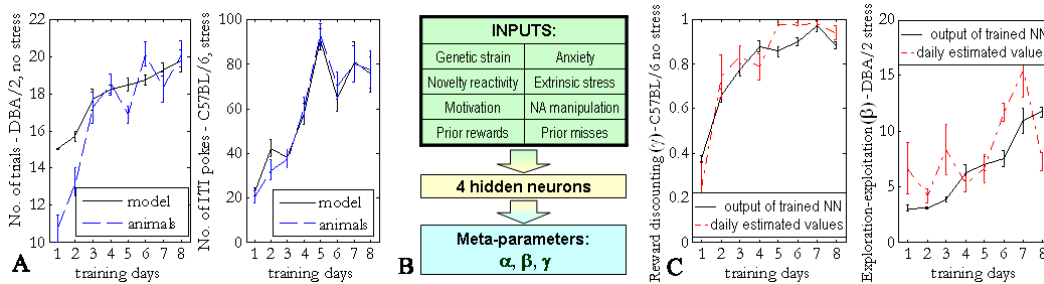 A
No. of trials - DBA/2, no stress
22
20
18
16
14
12
10
model
animals
1 2 3 4 5 6 7 8
training days
No. of ITI pokes - C57BL/6, stress
100
80
60
40
20
0
model
animals
1 2 3 4 5 6 7 8
training days
B
INPUTS:
Genetic strain Anxiety
Novelty reactivity Extrinsic stress
Motivation NA manipulation
Prior rewards Prior misses
4 hidden neurons
Meta-parameters:
α, β, γ
C
Reward discounting (γ) - C57BL/6 no stress
1
0.8
0.6
0.4
0.2
0
output of trained NN
daily estimated values
1 2 3 4 5 6 7 8
training days
Exploration-exploitation (β) - DBA/2 stress
20
15
10
5
0
output of trained NN
daily estimated values
1 2 3 4 5 6 7 8
training days